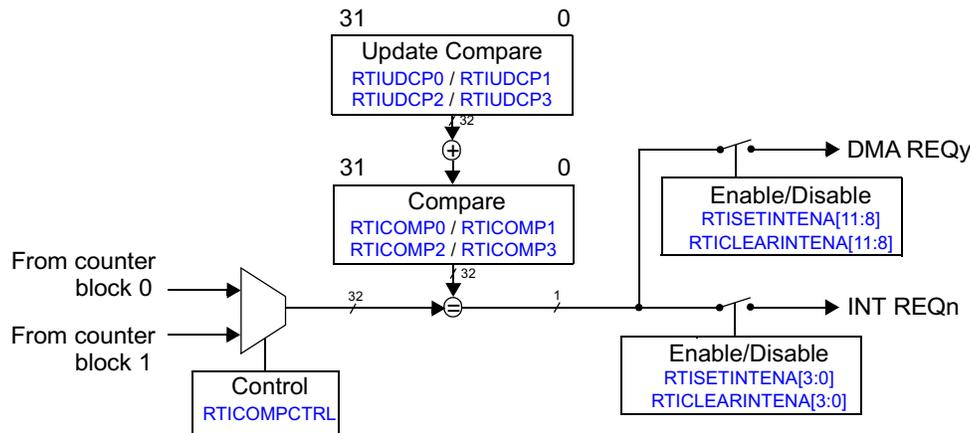 31 0
Update Compare
RTIUDCP0 / RTIUDCP1
RTIUDCP2 / RTIUDCP3
32
+
31 0
Compare
RTICOMP0 / RTICOMP1
RTICOMP2 / RTICOMP3
32
DMA REQy
Enable/Disable
RTISETINTENA[11:8]
RTICLEARINTENA[11:8]
From counter
block 0
32
=
1
INT REQn
From counter
block 1
Enable/Disable
RTISETINTENA[3:0]
RTICLEARINTENA[3:0]
Control
RTICOMPCTRL